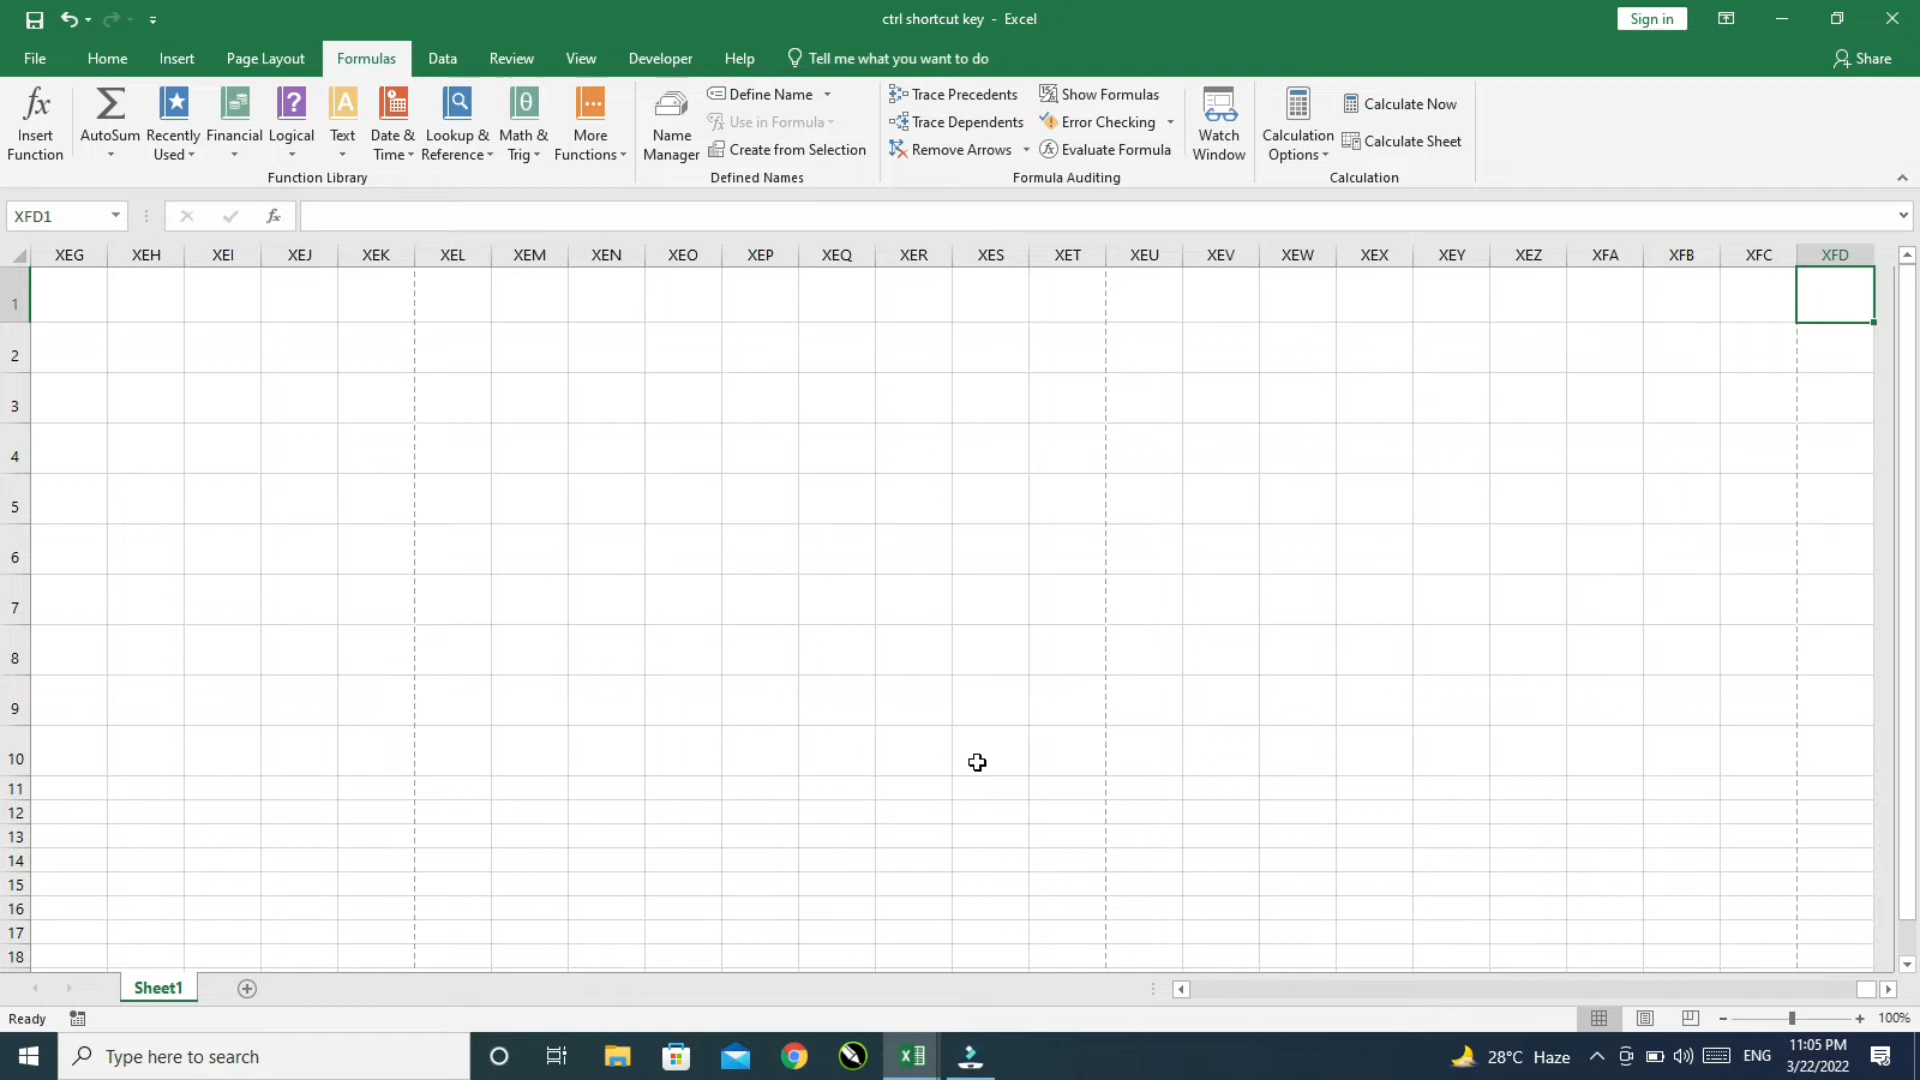 ctrl shortcut key - Excel
Sign in
File Home Insert Page Layout Formulas Data Review View Developer Help Tell me what you want to do Share
fx Insert Function
AutoSum
Recently Used
Financial
Logical
Text
Date & Time
Lookup & Reference
Math & Trig
More Functions
Function Library
Name Manager
Define Name
Use in Formula
Create from Selection
Defined Names
Trace Precedents
Trace Dependents
Remove Arrows
Show Formulas
Error Checking
Evaluate Formula
Formula Auditing
Watch Window
Calculation Options
Calculate Now
Calculate Sheet
Calculation
XFD1 fx
XEG XEH XEI XEJ XEK XEL XEM XEN XEO XEP XEQ XER XES XET XEU XEV XEW XEX XEY XEZ XFA XFB XFC XFD
1
2
3
4
5
6
7
8
9
10
11
12
13
14
15
16
17
18
Sheet1
Ready 100%
Type here to search
28°C Haze ENG
11:05 PM
3/22/2022